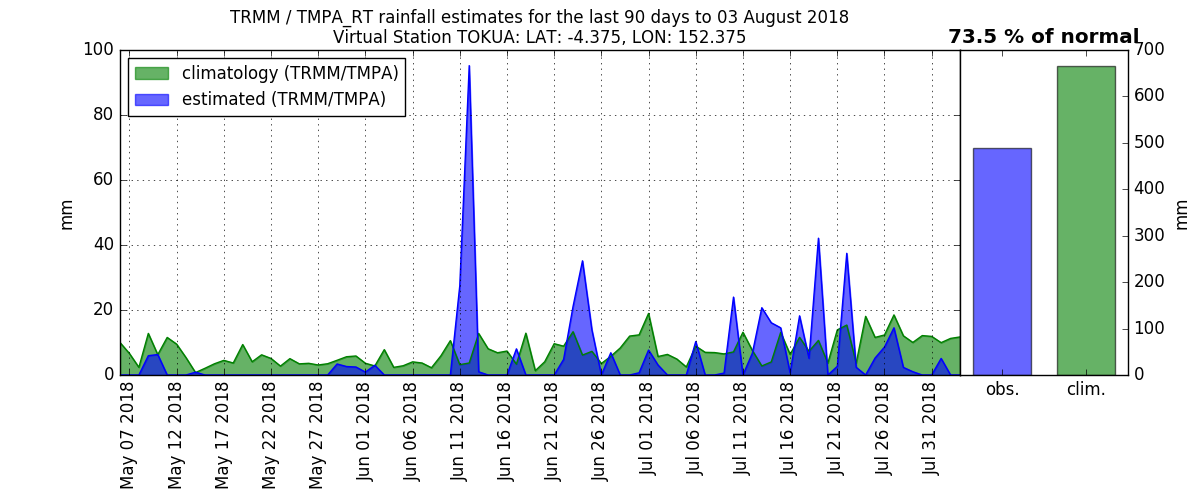 TRMM / TMPA_RT rainfall estimates for the last 90 days to 03 August 2018
Virtual Station TOKUA: LAT: -4.375, LON: 152.375
73.5 % of normal
climatology (TRMM/TMPA)
estimated (TRMM/TMPA)
mm
100
80
60
40
20
0
May 07 2018
May 12 2018
May 17 2018
May 22 2018
May 27 2018
Jun 01 2018
Jun 06 2018
Jun 11 2018
Jun 16 2018
Jun 21 2018
Jun 26 2018
Jul 01 2018
Jul 06 2018
Jul 11 2018
Jul 16 2018
Jul 21 2018
Jul 26 2018
Jul 31 2018
obs.
clim.
700
600
500
400
300
200
100
0
mm